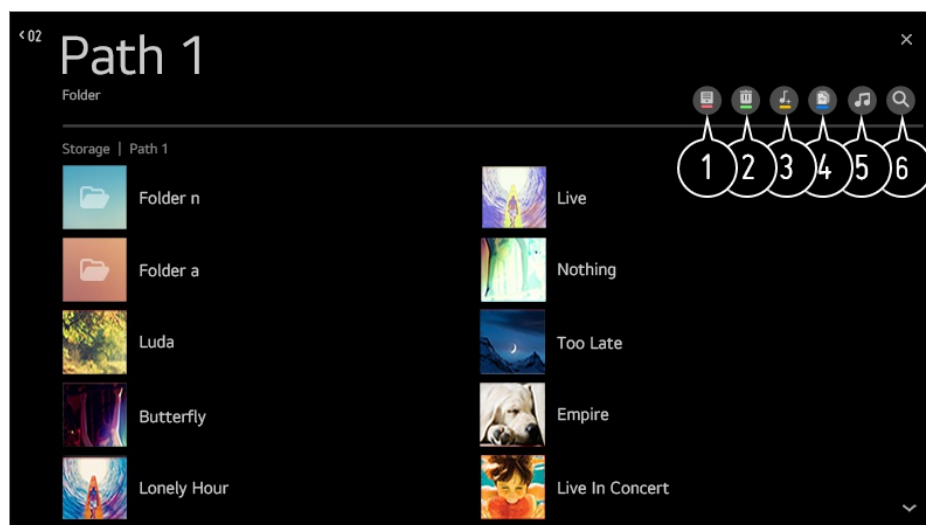 < 02
Path 1
Folder
1 2 3 4 5 6
Storage | Path 1
Folder n
Live
Folder a
Nothing
Luda
Too Late
Butterfly
Empire
Lonely Hour
Live In Concert